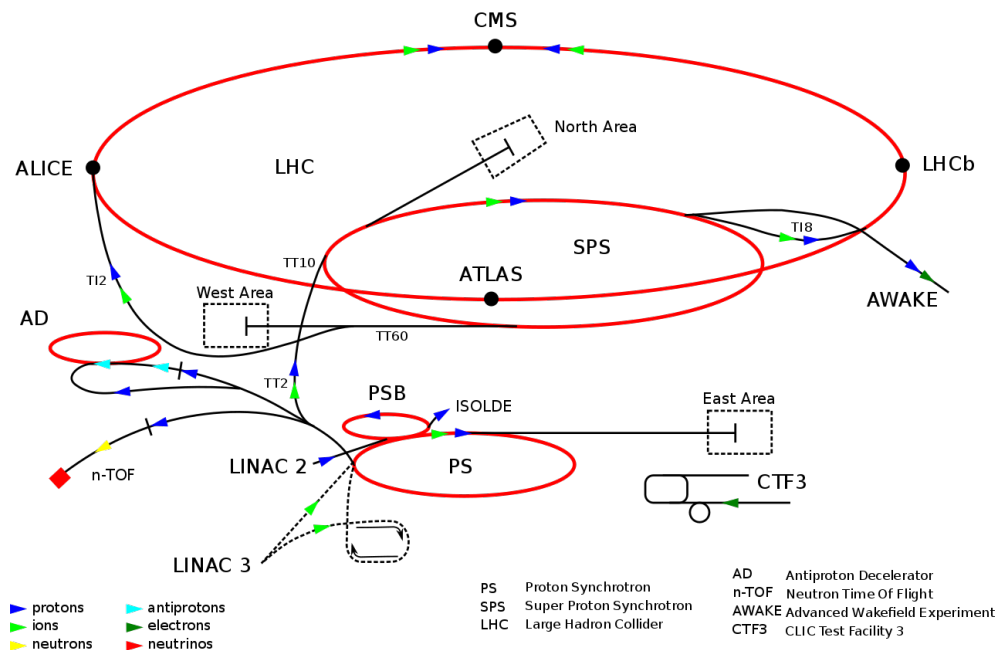 CMS
North Area
ALICE
LHC
LHCb
TI8
SPS
TT10
ATLAS
TI2
West Area
AWAKE
AD
TT60
TT2
PSB
ISOLDE
East Area
LINAC 2
PS
n-TOF
CTF3
LINAC 3
PS Proton Synchrotron
SPS Super Proton Synchrotron
LHC Large Hadron Collider
AD Antiproton Decelerator
n-TOF Neutron Time Of Flight
AWAKE Advanced Wakefield Experiment
CTF3 CLIC Test Facility 3
protons
ions
neutrons
antiprotons
electrons
neutrinos